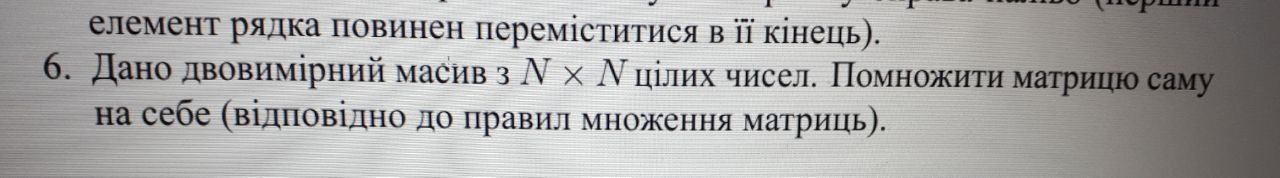 елемент рядка повинен переміститися в її кінець).
6. Дано двовимірний масив з N × N цілих чисел. Помножити матрицю саму
на себе (відповідно до правил множення матриць).